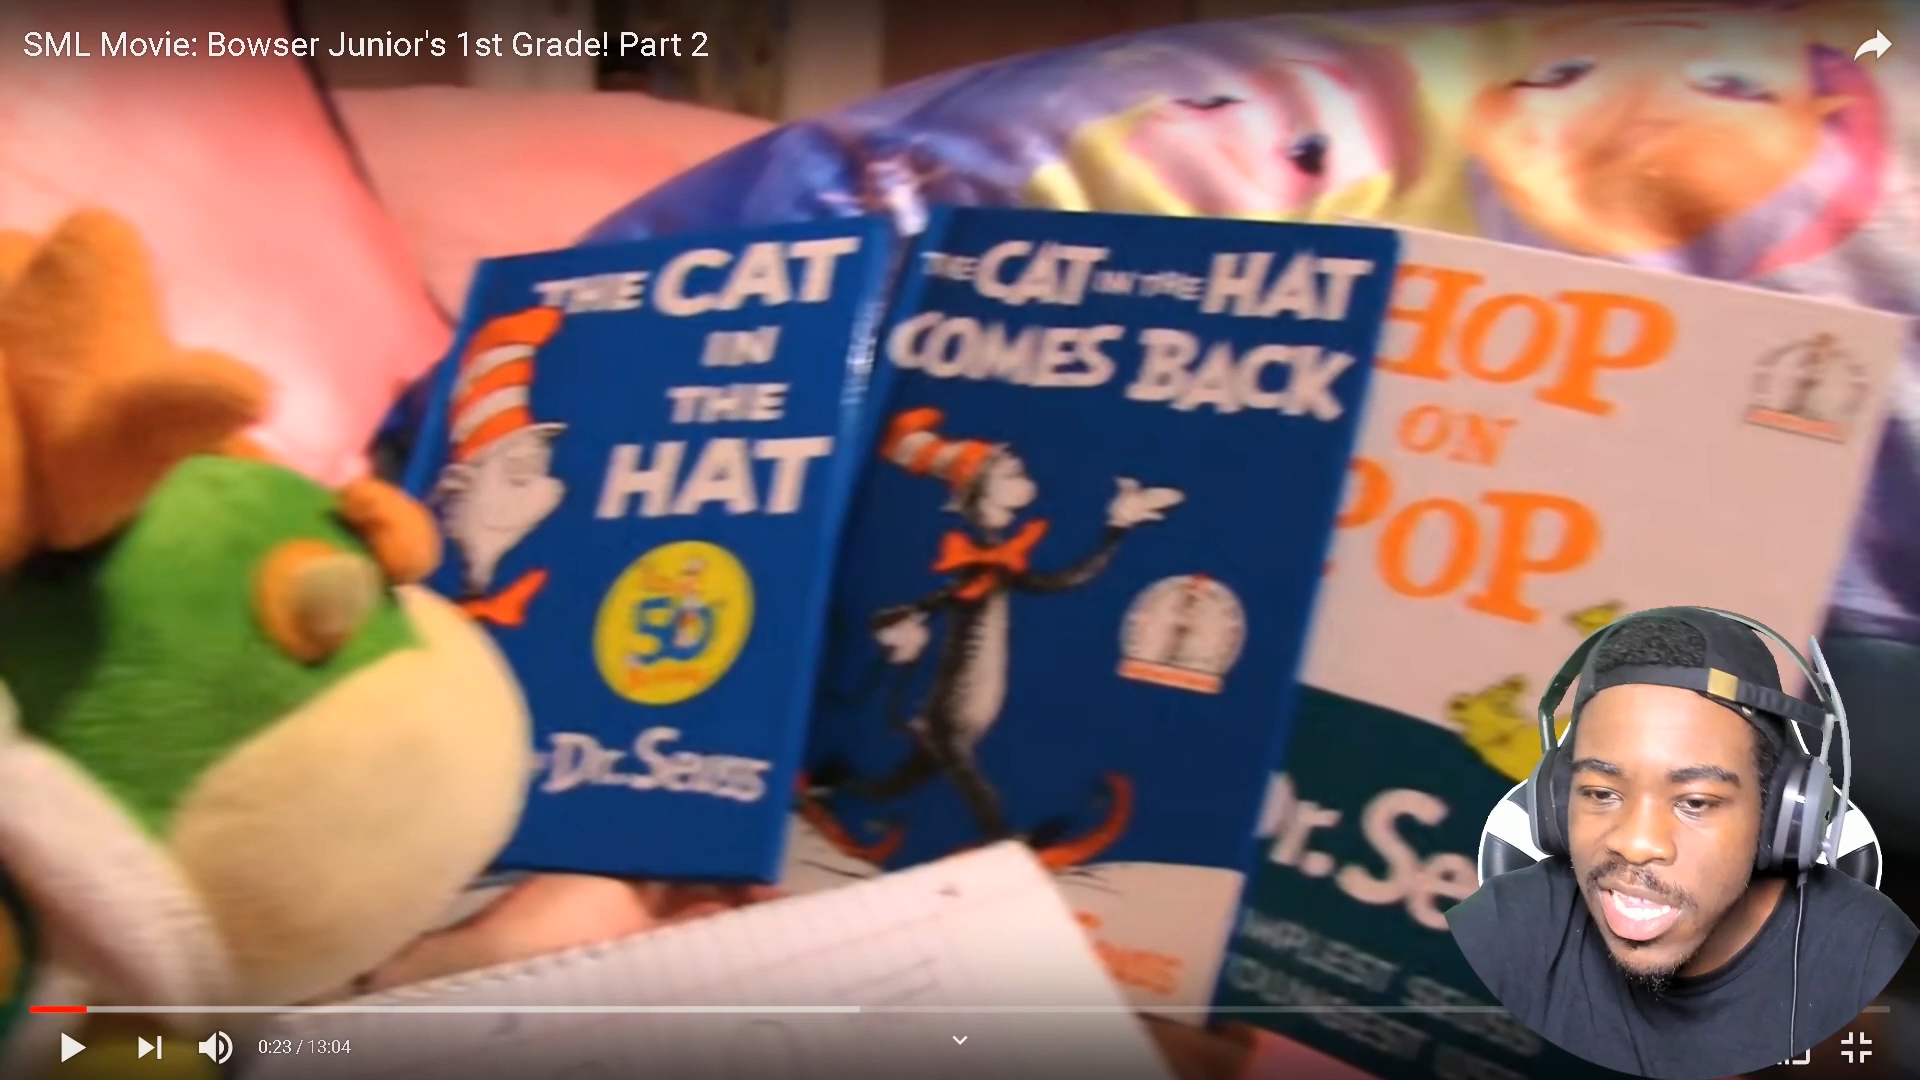 SML Movie: Bowser Junior's 1st Grade! Part 2
THE CAT
IN
THE
HAT
50
Dr. Seuss
THE CAT IN THE HAT
COMES BACK
HOP
ON
POP
Dr. Se
0:23 / 13:04